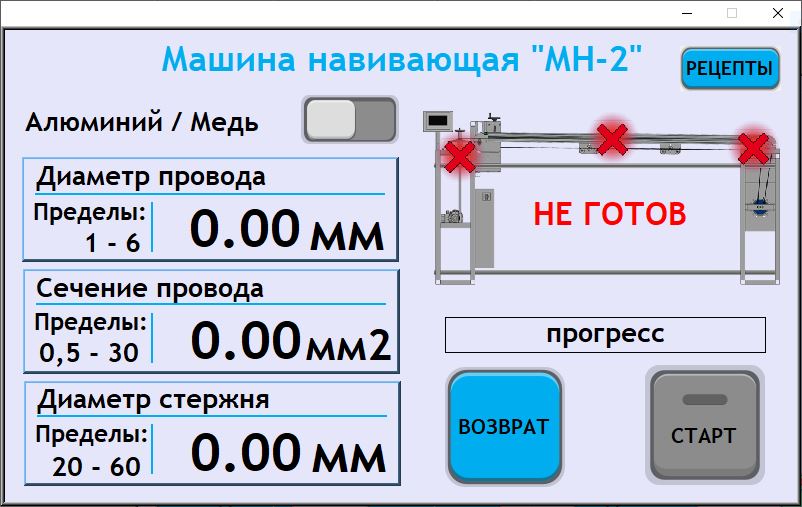 Машина навивающая "МН-2"
РЕЦЕПТЫ
Алюминий / Медь
Диаметр провода
Пределы:
1 - 6
0.00 мм
НЕ ГОТОВ
Сечение провода
Пределы:
0,5 - 30
0.00 мм2
прогресс
Диаметр стержня
Пределы:
20 - 60
0.00 мм
ВОЗВРАТ
СТАРТ